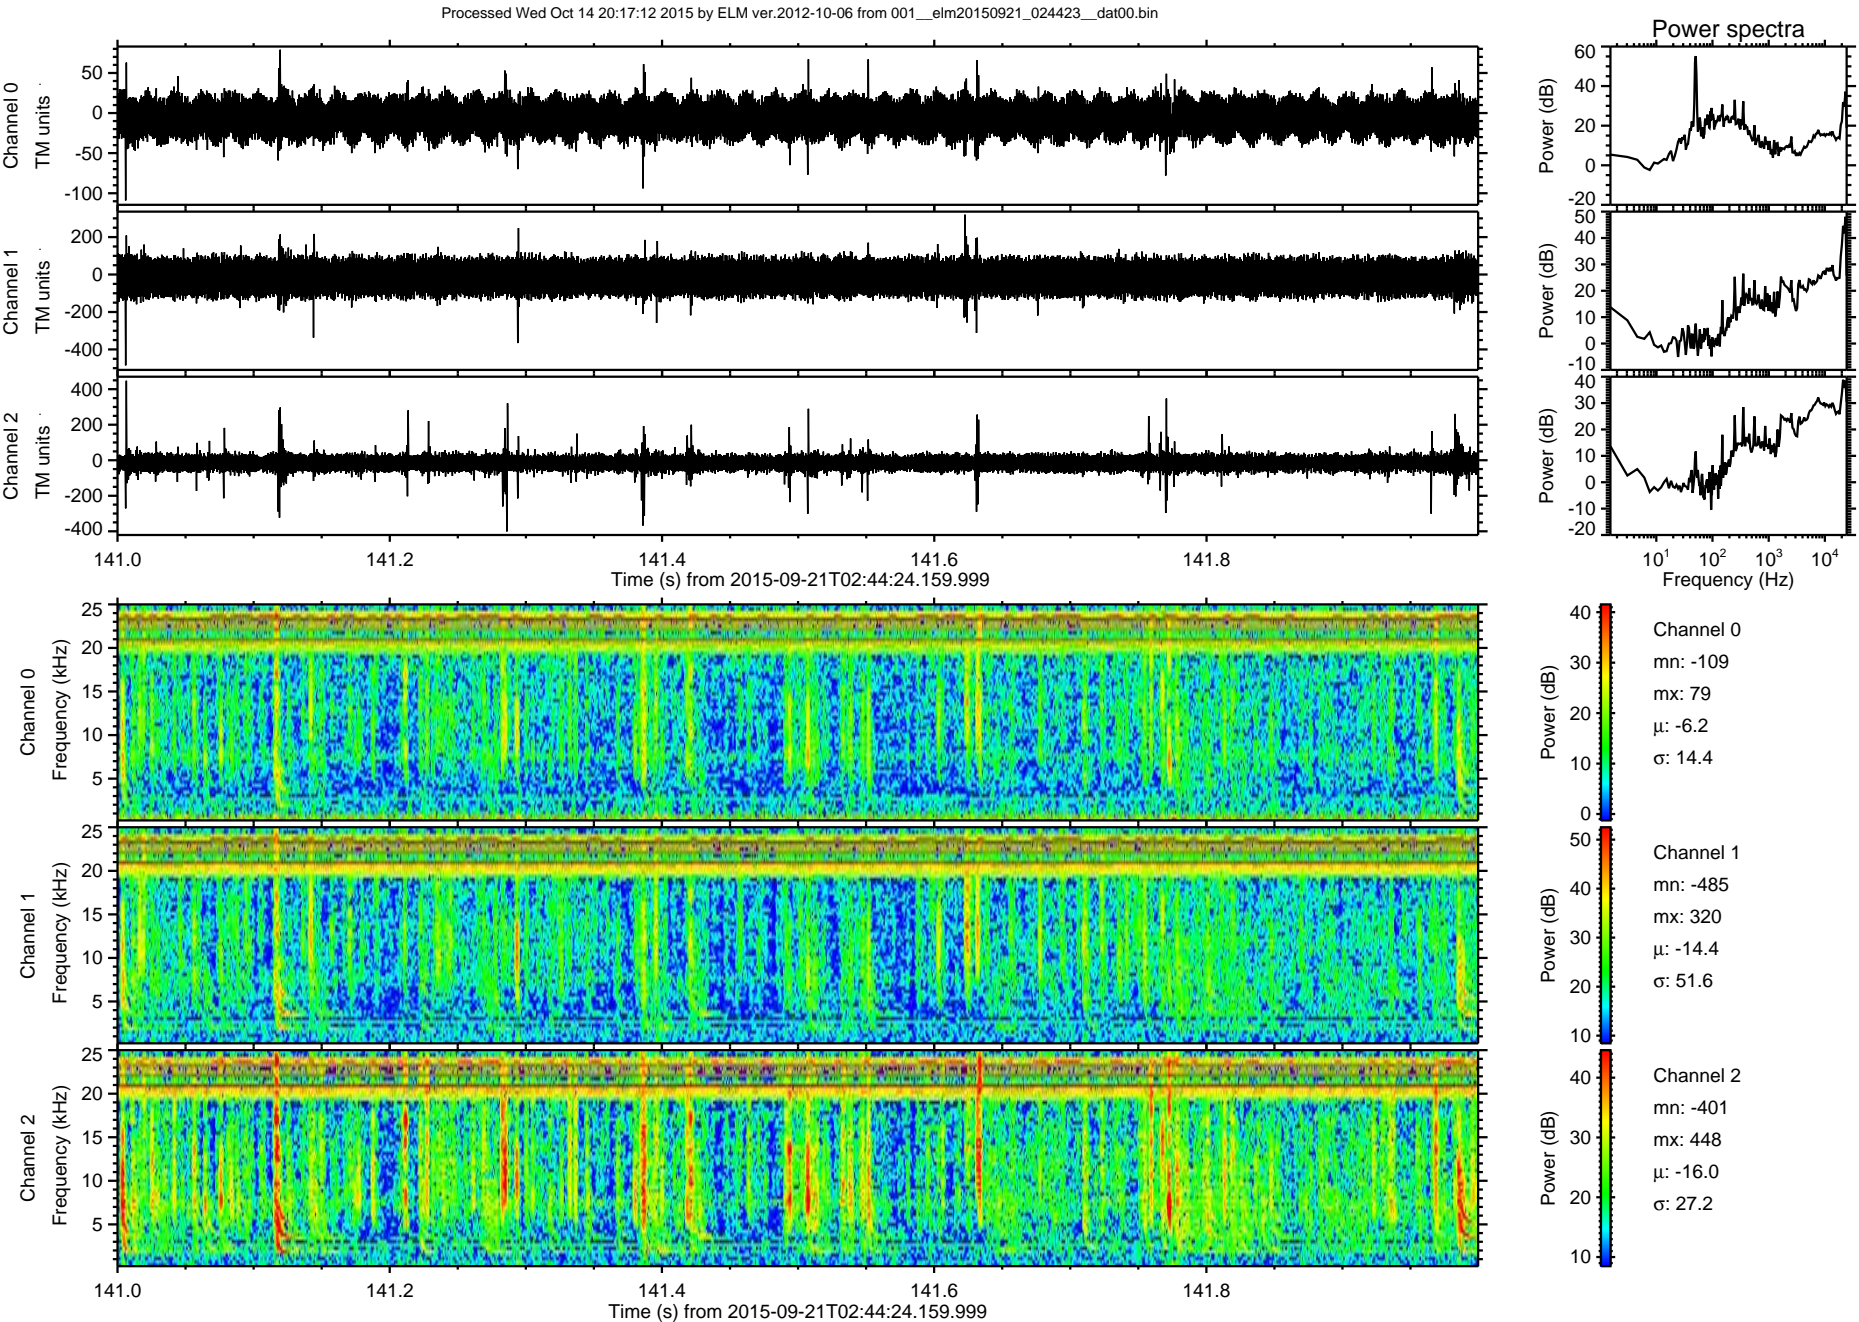 Processed Wed Oct 14 20:17:12 2015 by ELM ver.2012-10-06 from 001__elm20150921_024423__dat00.bin
Power spectra
Channel 0
TM units
50
0
-50
-100
Power (dB)
60
40
20
0
-20
Channel 1
TM units
200
0
-200
-400
Power (dB)
50
40
30
20
10
0
-10
Channel 2
TM units
400
200
0
-200
-400
Power (dB)
40
30
20
10
0
-10
-20
141.0 141.2 141.4 141.6 141.8
Time (s) from 2015-09-21T02:44:24.159.999
10¹ 10² 10³ 10⁴
Frequency (Hz)
Channel 0
Frequency (kHz)
25
20
15
10
5
Power (dB)
40
30
20
10
0
Channel 0
mn: -109
mx: 79
µ: -6.2
σ: 14.4
Channel 1
Frequency (kHz)
25
20
15
10
5
Power (dB)
50
40
30
20
10
Channel 1
mn: -485
mx: 320
µ: -14.4
σ: 51.6
Channel 2
Frequency (kHz)
25
20
15
10
5
Power (dB)
40
30
20
10
Channel 2
mn: -401
mx: 448
µ: -16.0
σ: 27.2
141.0 141.2 141.4 141.6 141.8
Time (s) from 2015-09-21T02:44:24.159.999